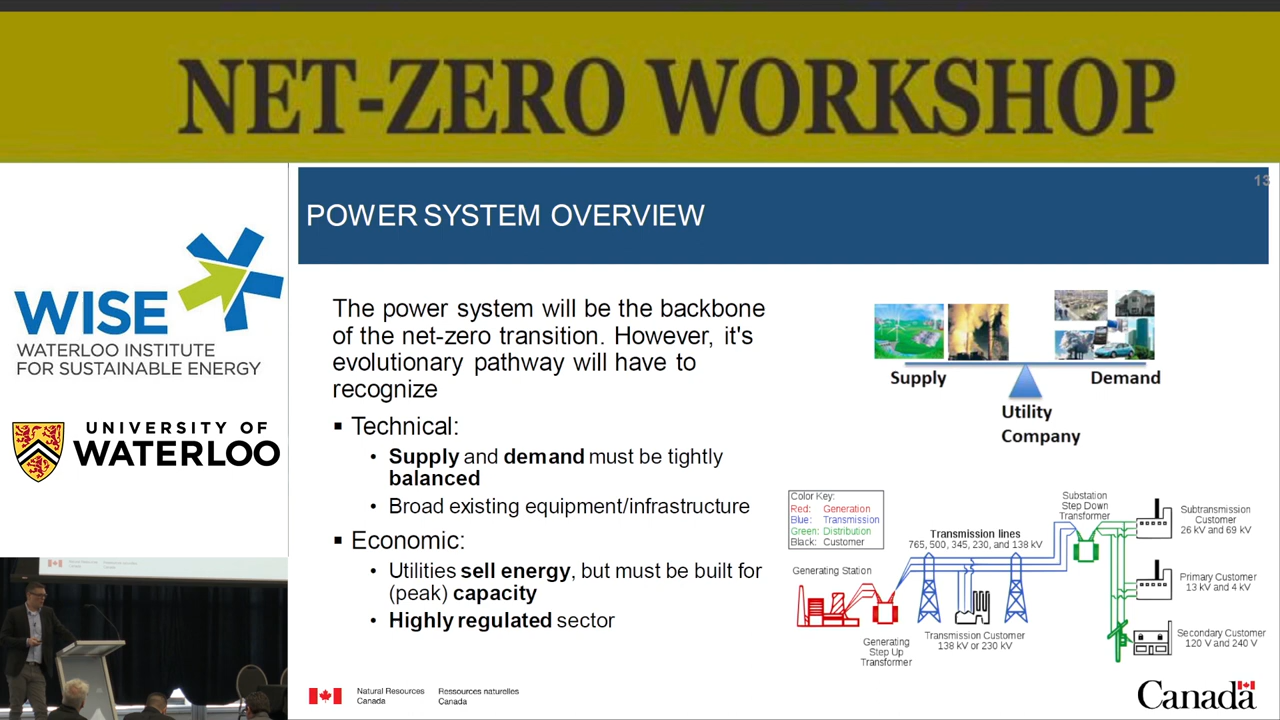 NET-ZERO WORKSHOP
13
POWER SYSTEM OVERVIEW
WISE
WATERLOO INSTITUTE
FOR SUSTAINABLE ENERGY
UNIVERSITY OF
WATERLOO
The power system will be the backbone
of the net-zero transition. However, it's
evolutionary pathway will have to
recognize
▪ Technical:
• Supply and demand must be tightly
balanced
• Broad existing equipment/infrastructure
▪ Economic:
• Utilities sell energy, but must be built for
(peak) capacity
• Highly regulated sector
Supply
Demand
Utility
Company
Color Key:
Red: Generation
Blue: Transmission
Green: Distribution
Black: Customer
Generating Station
Generating
Step Up
Transformer
Transmission lines
765, 500, 345, 230, and 138 kV
Transmission Customer
138 kV or 230 kV
Substation
Step Down
Transformer
Subtransmission
Customer
26 kV and 69 kV
Primary Customer
13 kV and 4 kV
Secondary Customer
120 V and 240 V
Natural Resources Ressources naturelles
Canada Canada
Canada